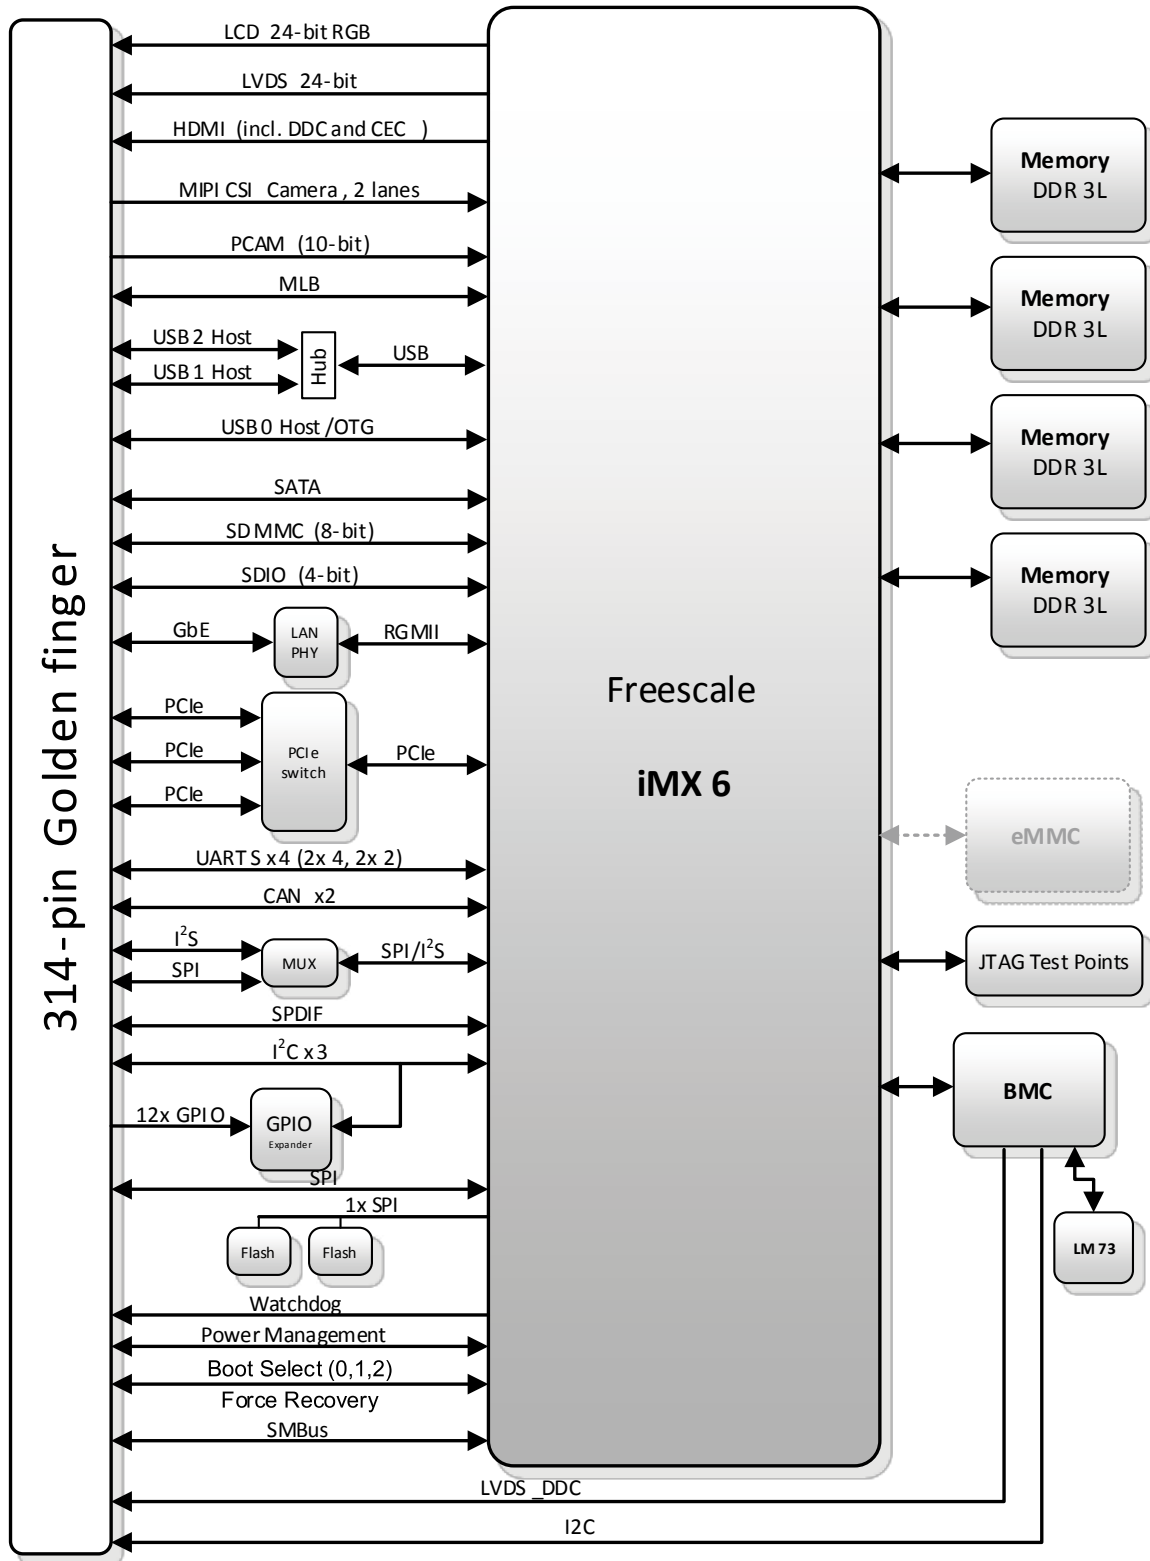 LCD 24-bit RGB
LVDS 24-bit
HDMI (incl. DDC and CEC )
MIPI CSI Camera , 2 lanes
PCAM (10-bit)
MLB
USB 2 Host
USB 1 Host
Hub
USB
USB 0 Host /OTG
SATA
SD MMC (8-bit)
SDIO (4-bit)
GbE
LAN
PHY
RGMII
PCIe
PCIe
PCIe
PCIe
switch
PCIe
UART S x4 (2x 4, 2x 2)
CAN x2
I²S
SPI
MUX
SPI/I²S
SPDIF
I²C x3
12x GPIO
GPIO
Expander
SPI
1x SPI
Flash
Flash
Watchdog
Power Management
Boot Select (0,1,2)
Force Recovery
SMBus
LVDS _DDC
I2C
314-pin Golden finger
Freescale
iMX 6
Memory
DDR 3L
Memory
DDR 3L
Memory
DDR 3L
Memory
DDR 3L
eMMC
JTAG Test Points
BMC
LM 73